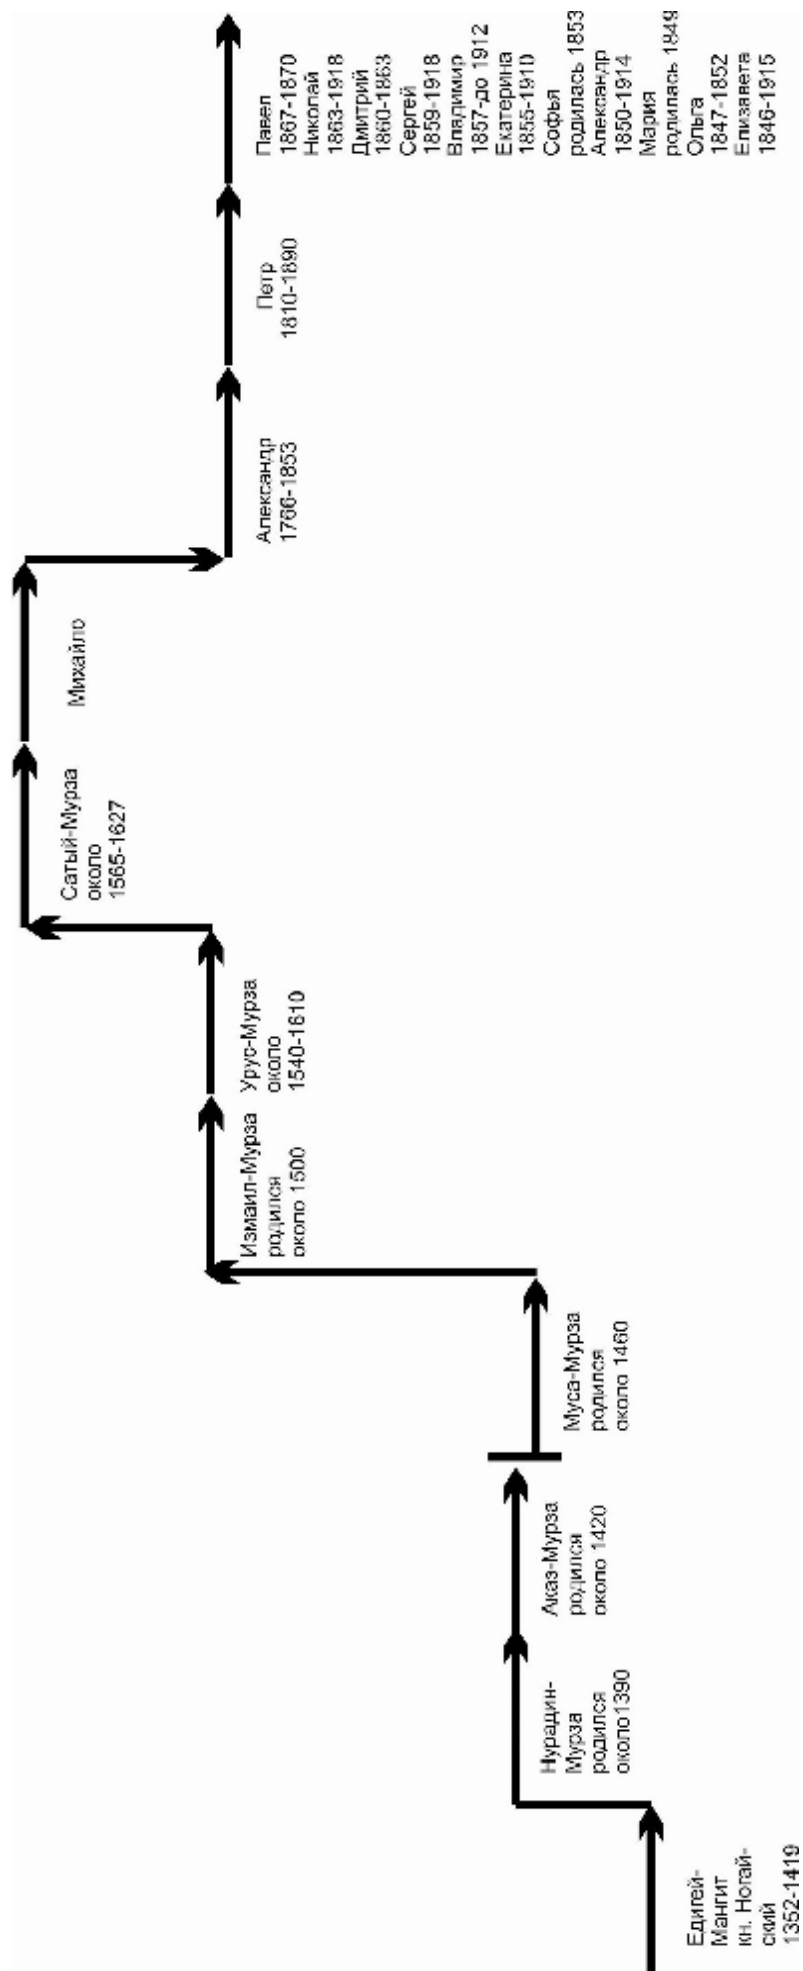 Едигей-
Мангит
кн. Ногай-
ский
1352-1419
Нурадин-
Мурза
родился
около1390
Аказ-Мурза
родился
около 1420
Муса-Мурза
родился
около 1460
Измаил-Мурза
родился
около 1500
Урус-Мурза
около
1540-1610
Сатый-Мурза
около
1565-1627
Михайло
Александр
1766-1853
Петр
1810-1890
Павел
1867-1870
Николай
1863-1918
Дмитрий
1860-1863
Сергей
1859-1918
Владимир
1857-до 1912
Екатерина
1855-1910
Софья
родилась 1853
Александр
1850-1914
Мария
родилась 1849
Ольга
1847-1852
Елизавета
1846-1915